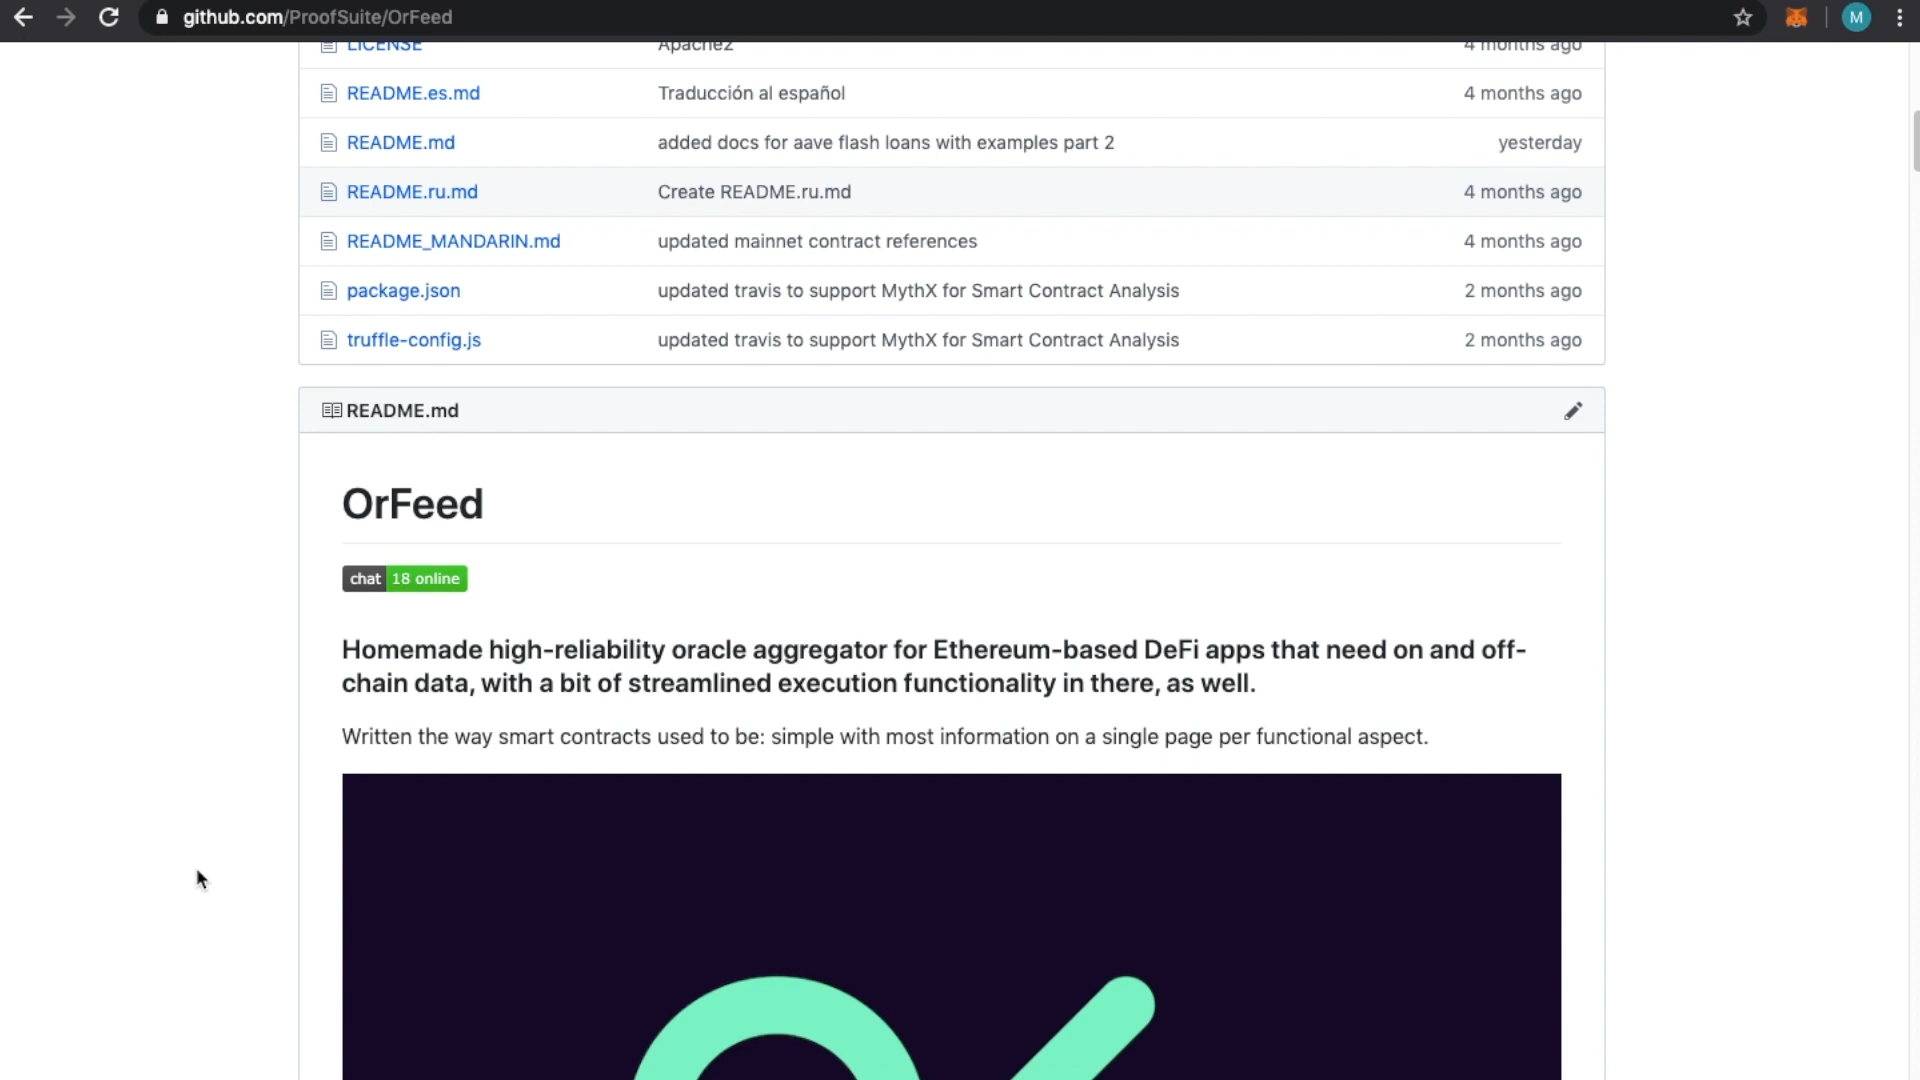 github.com/ProofSuite/OrFeed
M
LICENSE Apache2 4 months ago
README.es.md Traducción al español 4 months ago
README.md added docs for aave flash loans with examples part 2 yesterday
README.ru.md Create README.ru.md 4 months ago
README_MANDARIN.md updated mainnet contract references 4 months ago
package.json updated travis to support MythX for Smart Contract Analysis 2 months ago
truffle-config.js updated travis to support MythX for Smart Contract Analysis 2 months ago
README.md
OrFeed
chat 18 online
Homemade high-reliability oracle aggregator for Ethereum-based DeFi apps that need on and off-
chain data, with a bit of streamlined execution functionality in there, as well.
Written the way smart contracts used to be: simple with most information on a single page per functional aspect.